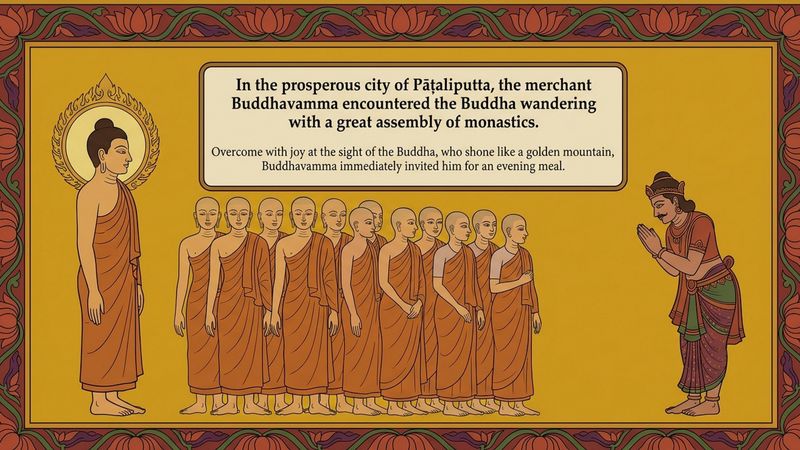 In the prosperous city of Pāṭaliputta, the merchant
Buddhavamma encountered the Buddha wandering
with a great assembly of monastics.
Overcome with joy at the sight of the Buddha, who shone like a golden mountain,
Buddhavamma immediately invited him for an evening meal.